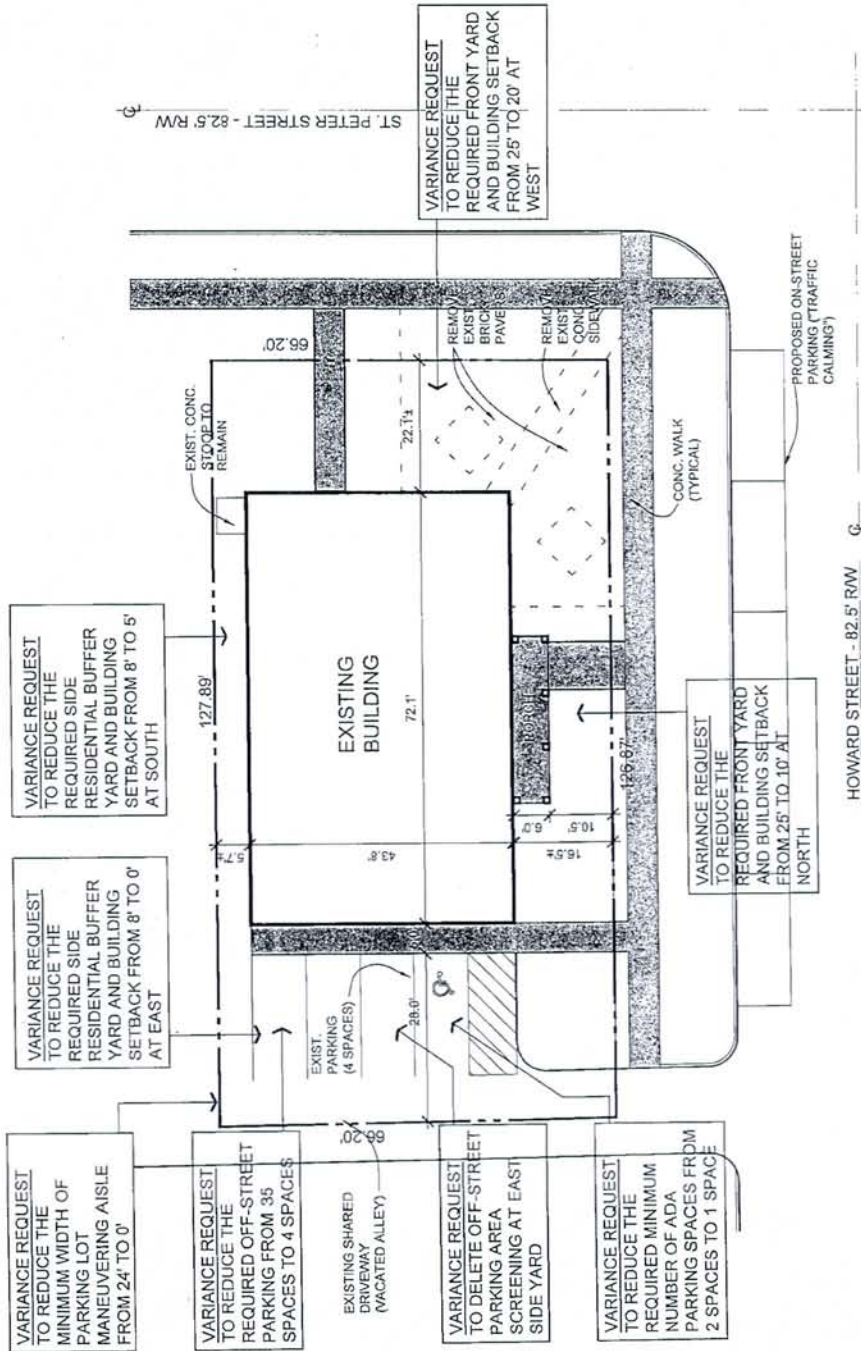 VARIANCE REQUEST
TO REDUCE THE
MINIMUM WIDTH OF
PARKING LOT
MANEUVERING AISLE
FROM 24' TO 0'
VARIANCE REQUEST
TO REDUCE THE
REQUIRED SIDE
RESIDENTIAL BUFFER
YARD AND BUILDING
SETBACK FROM 8' TO 0'
AT EAST
VARIANCE REQUEST
TO REDUCE THE
REQUIRED SIDE
RESIDENTIAL BUFFER
YARD AND BUILDING
SETBACK FROM 8' TO 5'
AT SOUTH
VARIANCE REQUEST
TO REDUCE THE
REQUIRED OFF-STREET
PARKING FROM 35
SPACES TO 4 SPACES
EXISTING SHARED
DRIVEWAY
(VACATED ALLEY)
VARIANCE REQUEST
TO DELETE OFF-STREET
PARKING AREA
SCREENING AT EAST
SIDE YARD
VARIANCE REQUEST
TO REDUCE THE
REQUIRED MINIMUM
NUMBER OF ADA
PARKING SPACES FROM
2 SPACES TO 1 SPACE
127.89'
66.20'
EXIST. CONC.
STOOP TO
REMAIN
66.20'
EXIST.
PARKING
(4 SPACES)
28.0'
5.7'±
43.8'
16.5'±
6.0'
10.5'
EXISTING
BUILDING
72.1'
22.1'±
PORCH
126.87'
REMOVE
EXIST.
BRICK
PAVERS
REMOVE
EXIST.
CONC.
SIDEWALK
CONC. WALK
(TYPICAL)
VARIANCE REQUEST
TO REDUCE THE
REQUIRED FRONT YARD
AND BUILDING SETBACK
FROM 25' TO 20' AT
WEST
ST. PETER STREET - 82.5' R/W
VARIANCE REQUEST
TO REDUCE THE
REQUIRED FRONT YARD
AND BUILDING SETBACK
FROM 25' TO 10' AT
NORTH
PROPOSED ON-STREET
PARKING ("TRAFFIC
CALMING")
HOWARD STREET - 82.5' R/W